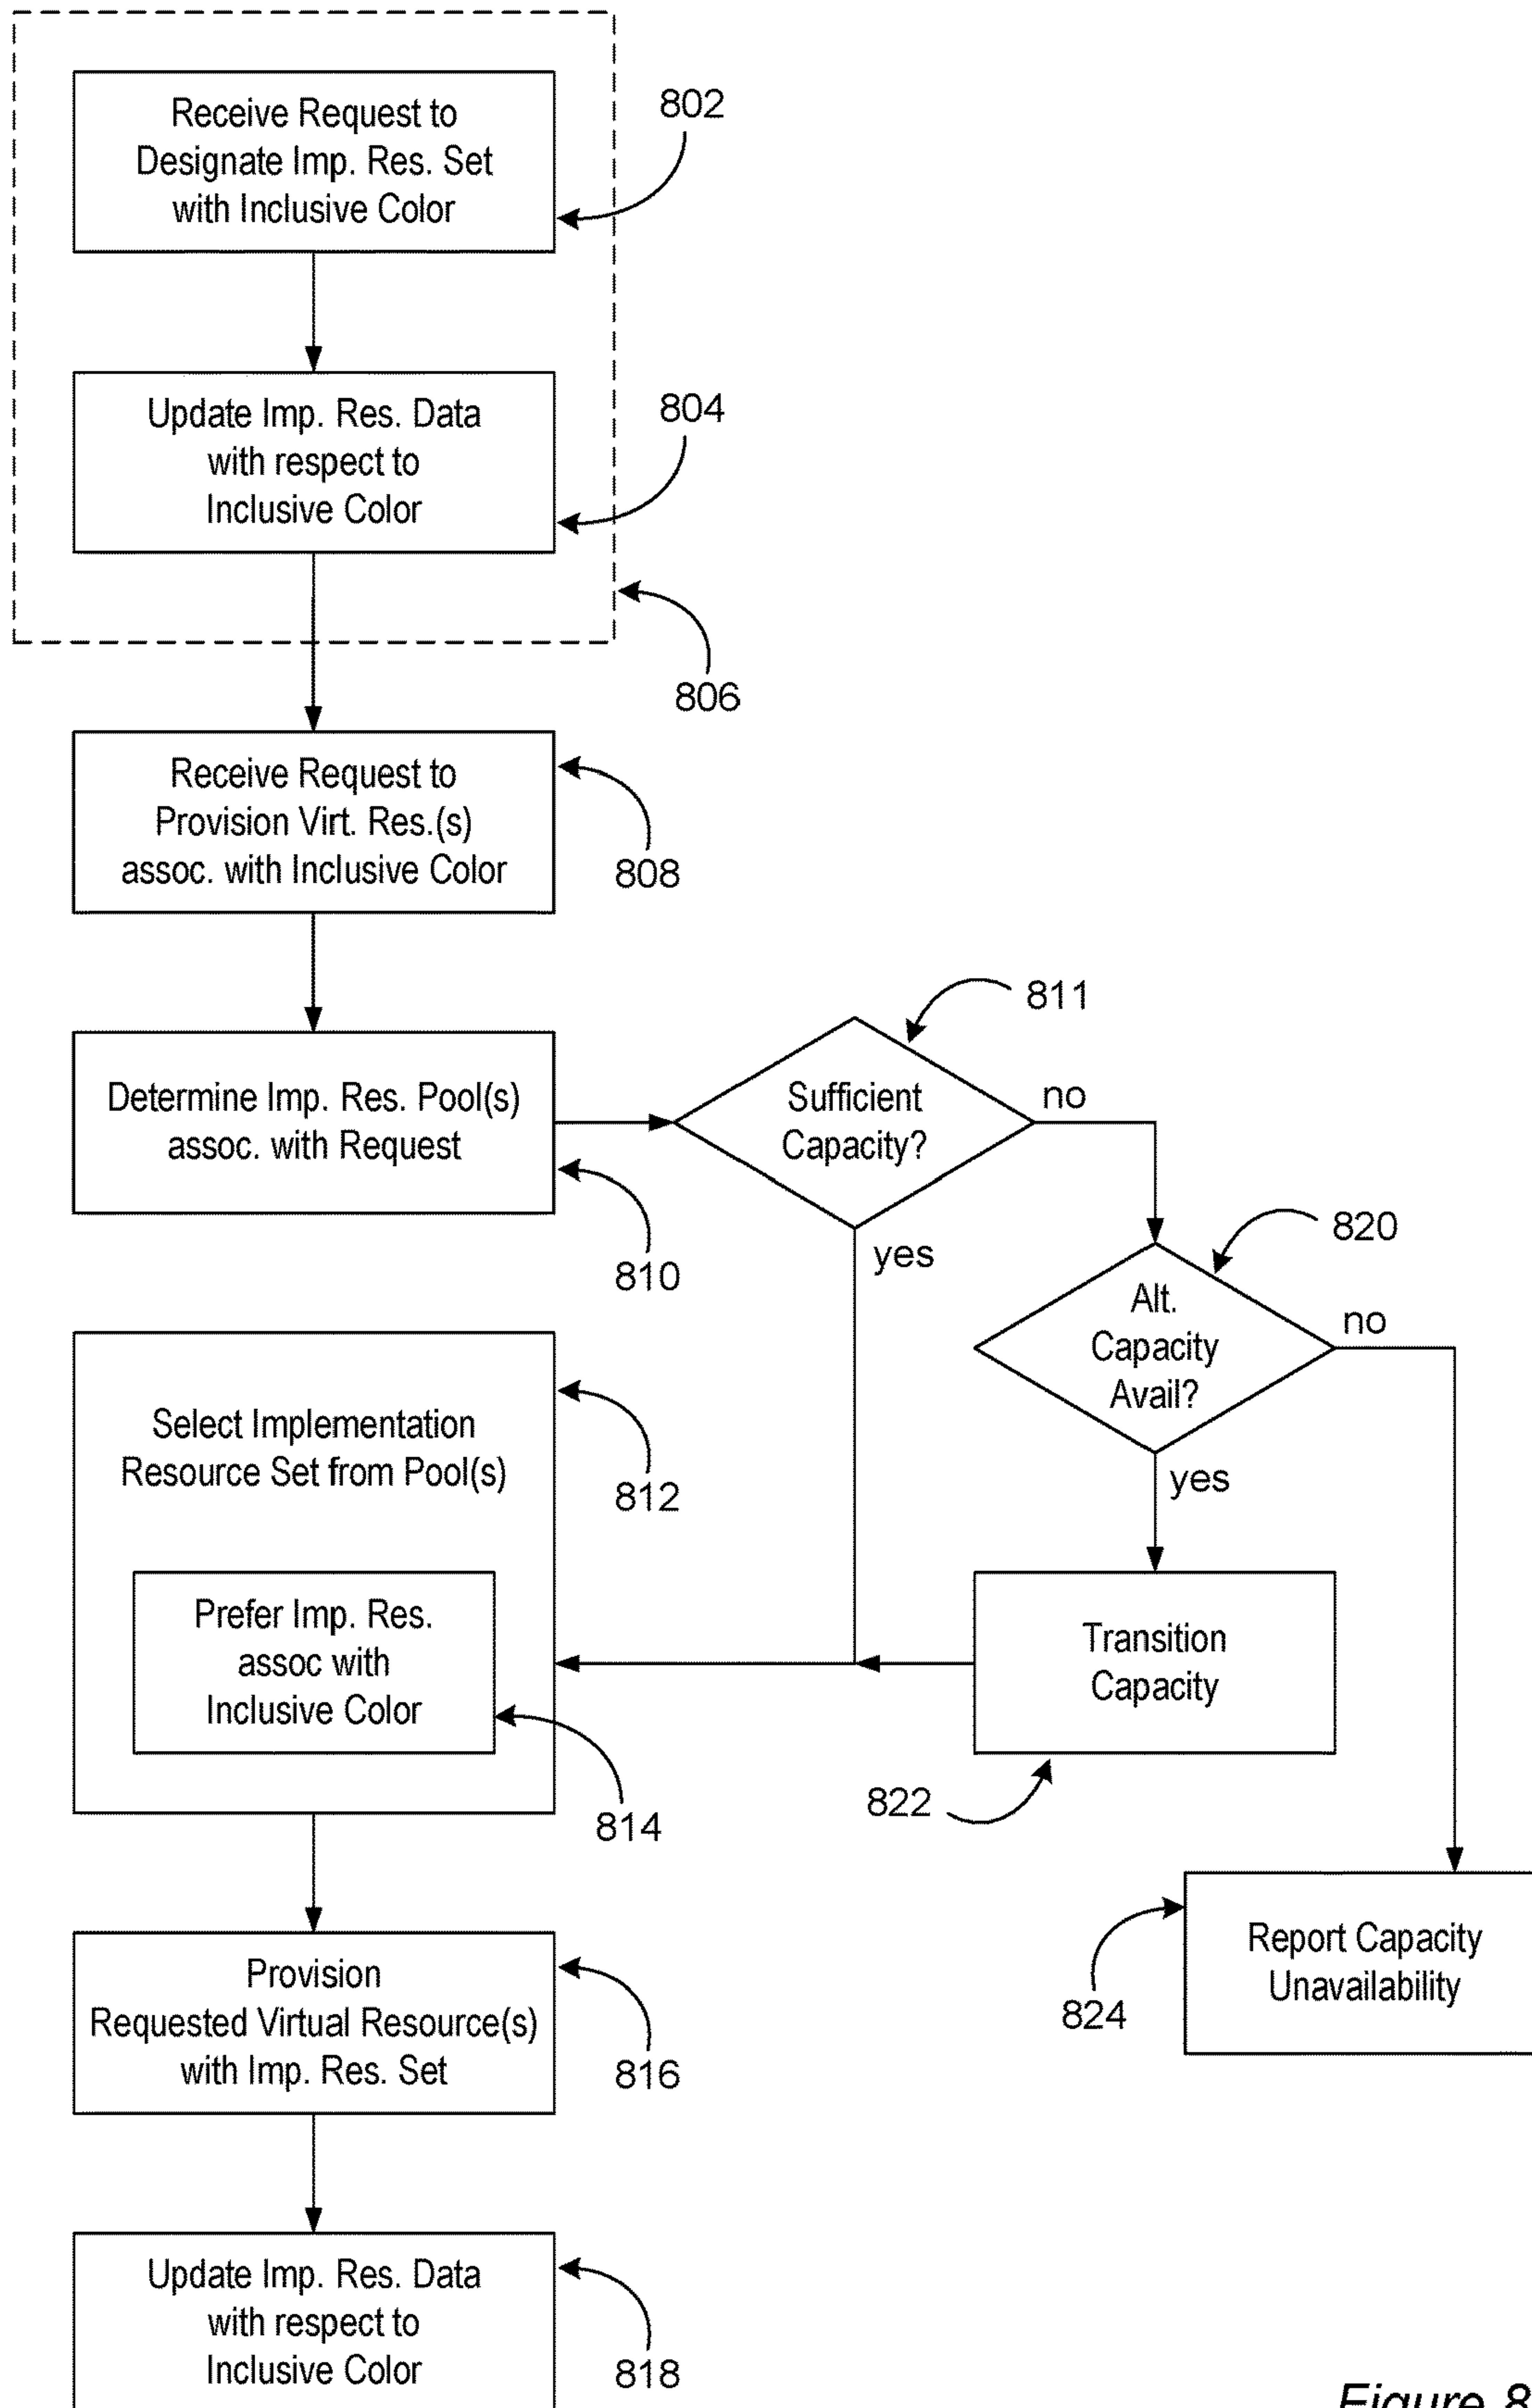 Receive Request to
Designate Imp. Res. Set
with Inclusive Color
802
Update Imp. Res. Data
with respect to
Inclusive Color
804
806
Receive Request to
Provision Virt. Res.(s)
assoc. with Inclusive Color
808
Determine Imp. Res. Pool(s)
assoc. with Request
810
Sufficient
Capacity?
811
no
yes
Alt.
Capacity
Avail?
820
no
yes
Select Implementation
Resource Set from Pool(s)
812
Prefer Imp. Res.
assoc with
Inclusive Color
814
Transition
Capacity
822
Report Capacity
Unavailability
824
Provision
Requested Virtual Resource(s)
with Imp. Res. Set
816
Update Imp. Res. Data
with respect to
Inclusive Color
818
Figure 8